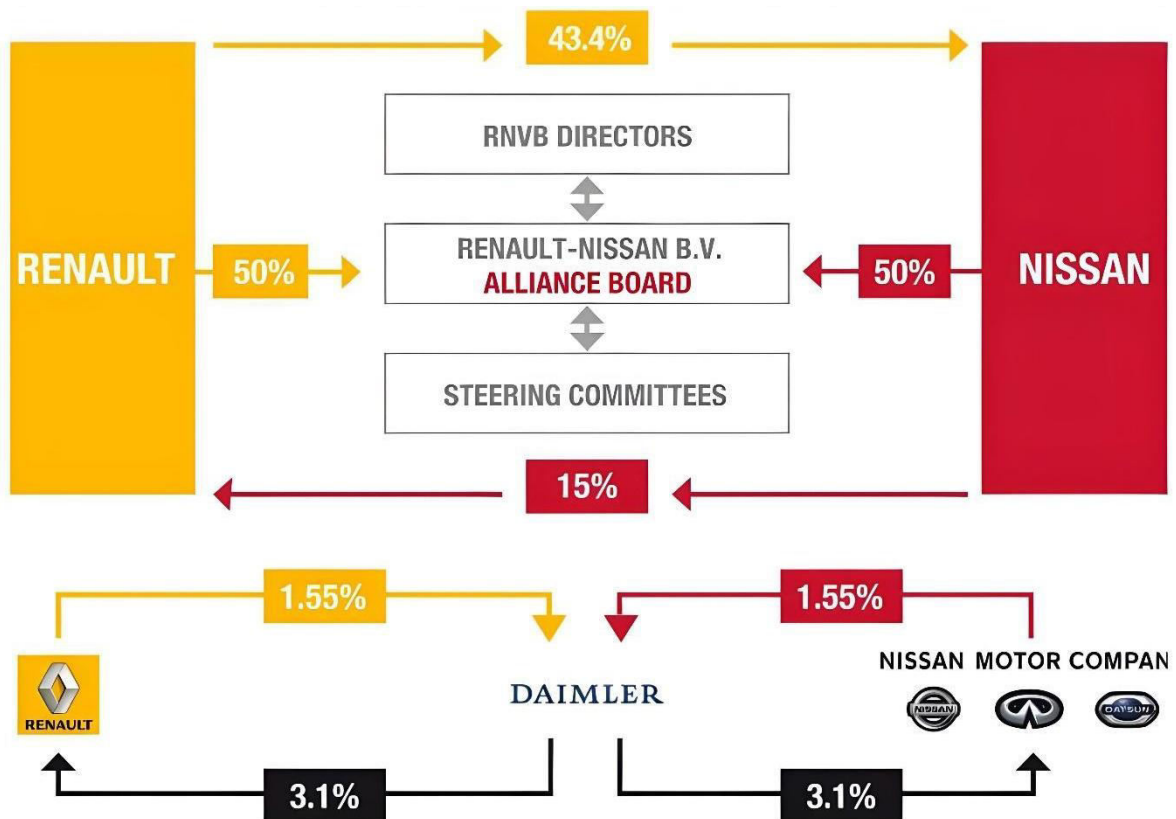 43.4%
RNVB DIRECTORS
RENAULT
50%
RENAULT-NISSAN B.V.
ALLIANCE BOARD
50%
NISSAN
STEERING COMMITTEES
15%
1.55%
1.55%
RENAULT
DAIMLER
NISSAN MOTOR COMPAN
NISSAN
DATSUN
3.1%
3.1%